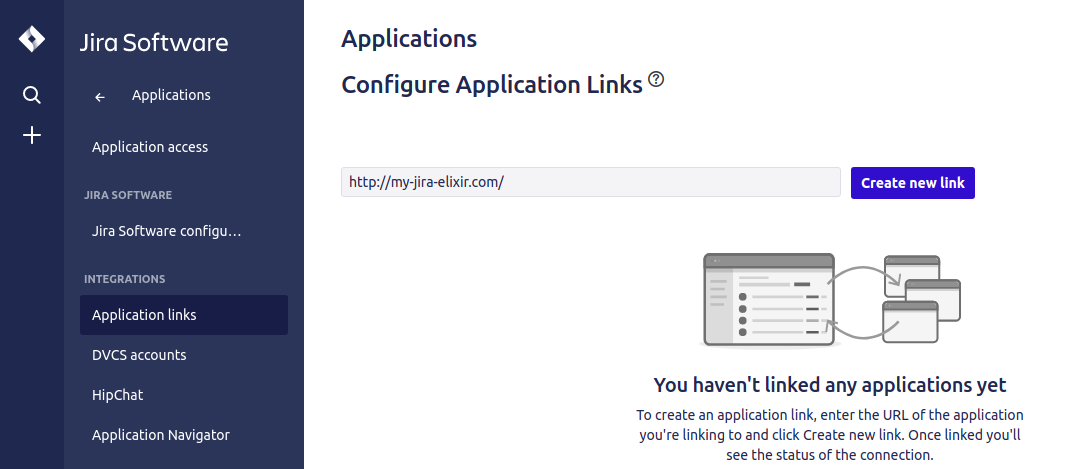 Jira Software
Applications
Application access
JIRA SOFTWARE
Jira Software configu...
INTEGRATIONS
Application links
DVCS accounts
HipChat
Application Navigator
Applications
Configure Application Links ?
http://my-jira-elixir.com/
Create new link
You haven't linked any applications yet
To create an application link, enter the URL of the application
you're linking to and click Create new link. Once linked you'll
see the status of the connection.